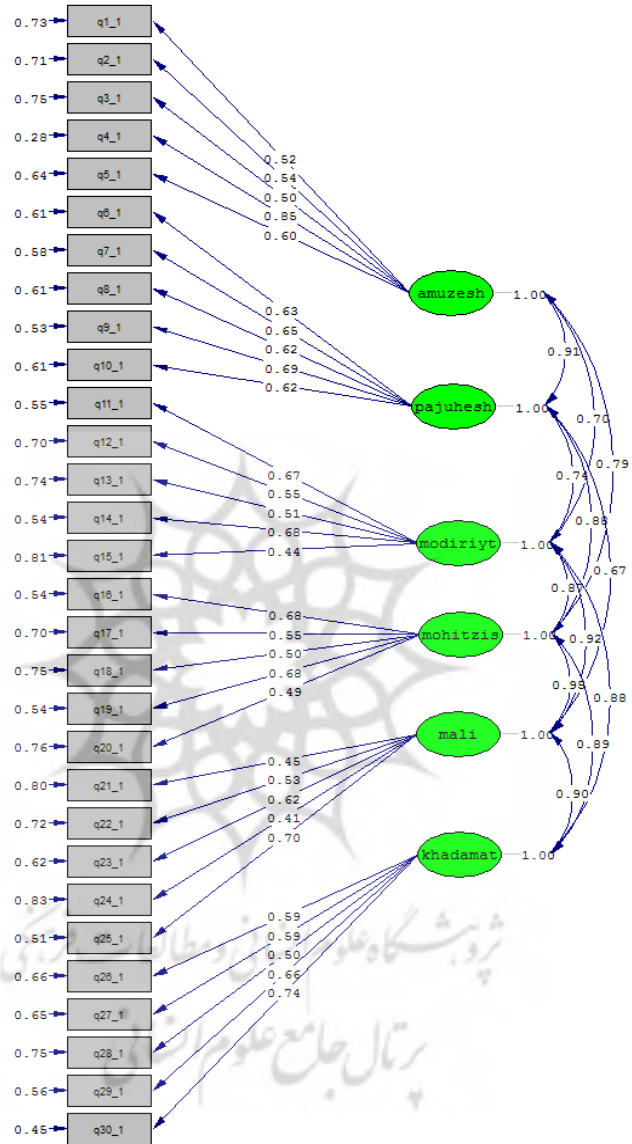 0.73 q1_1
0.71 q2_1
0.75 q3_1
0.28 q4_1
0.64 q5_1
0.52
0.54
0.50
0.85
0.60
0.61 q6_1
0.58 q7_1
0.61 q8_1
0.53 q9_1
0.61 q10_1
amuzesh 1.00
0.63
0.65
0.62
0.69
0.62
0.91
pajuhesh 1.00
0.70
0.79
0.55 q11_1
0.70 q12_1
0.74 q13_1
0.54 q14_1
0.81 q15_1
0.67
0.55
0.51
0.68
0.44
0.74
0.88
modiriyt 1.00
0.67
0.87
0.54 q16_1
0.70 q17_1
0.75 q18_1
0.54 q19_1
0.76 q20_1
0.68
0.55
0.50
0.68
0.49
mohitzis 1.00
0.92
0.95
0.88
0.80 q21_1
0.72 q22_1
0.62 q23_1
0.83 q24_1
0.51 q25_1
0.45
0.53
0.62
0.41
0.70
mali 1.00
0.89
0.90
khadamat 1.00
0.66 q26_1
0.65 q27_1
0.75 q28_1
0.56 q29_1
0.45 q30_1
0.59
0.59
0.50
0.66
0.74
پژوهشگاه علوم انسانی و مطالعات فرهنگی
پرتال جامع علوم انسانی